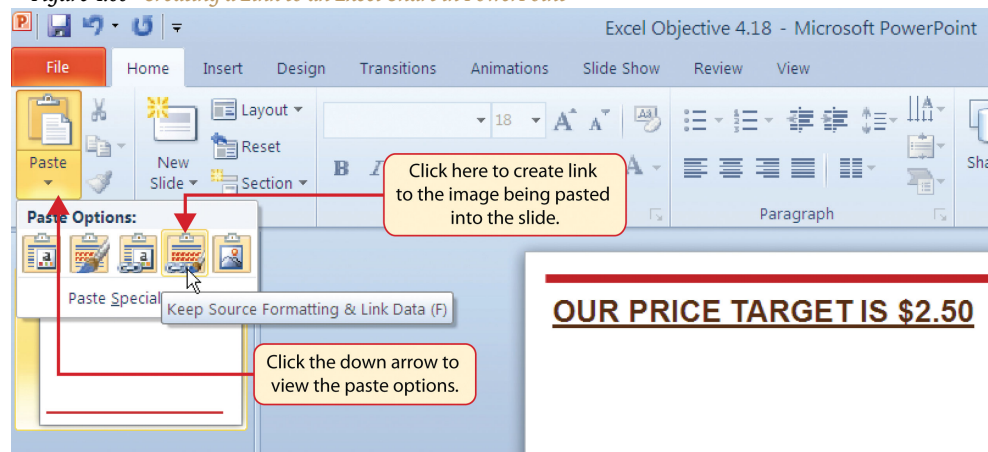 Excel Objective 4.18 - Microsoft PowerPoint
File Home Insert Design Transitions Animations Slide Show Review View
Paste
New
Slide
Layout
Reset
Section
18
B I
Paragraph
Click here to create link
to the image being pasted
into the slide.
Paste Options:
Paste Special
Keep Source Formatting & Link Data (F)
Click the down arrow to
view the paste options.
OUR PRICE TARGET IS $2.50